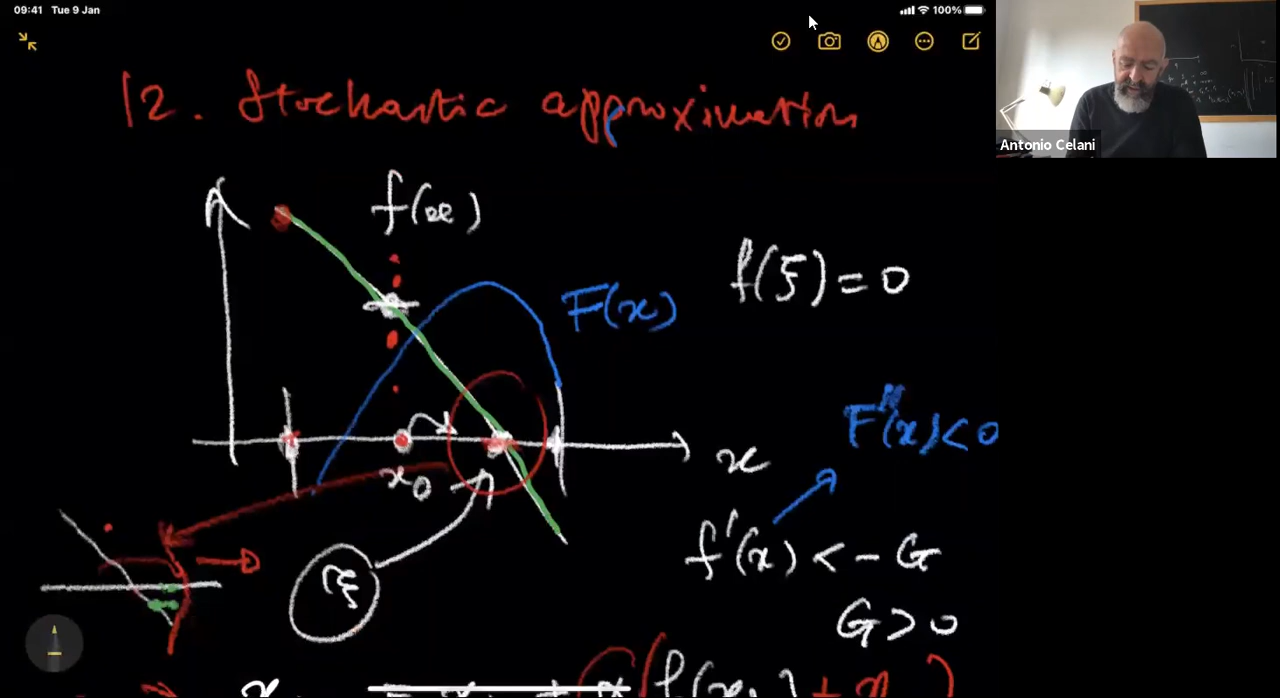 09:41 Tue 9 Jan
100%
12. Stochastic approximation
Antonio Celani
f(x)
f(ξ) = 0
F(x)
F''(x) < 0
x
x₀
f'(x) < - G
ξ
G > 0